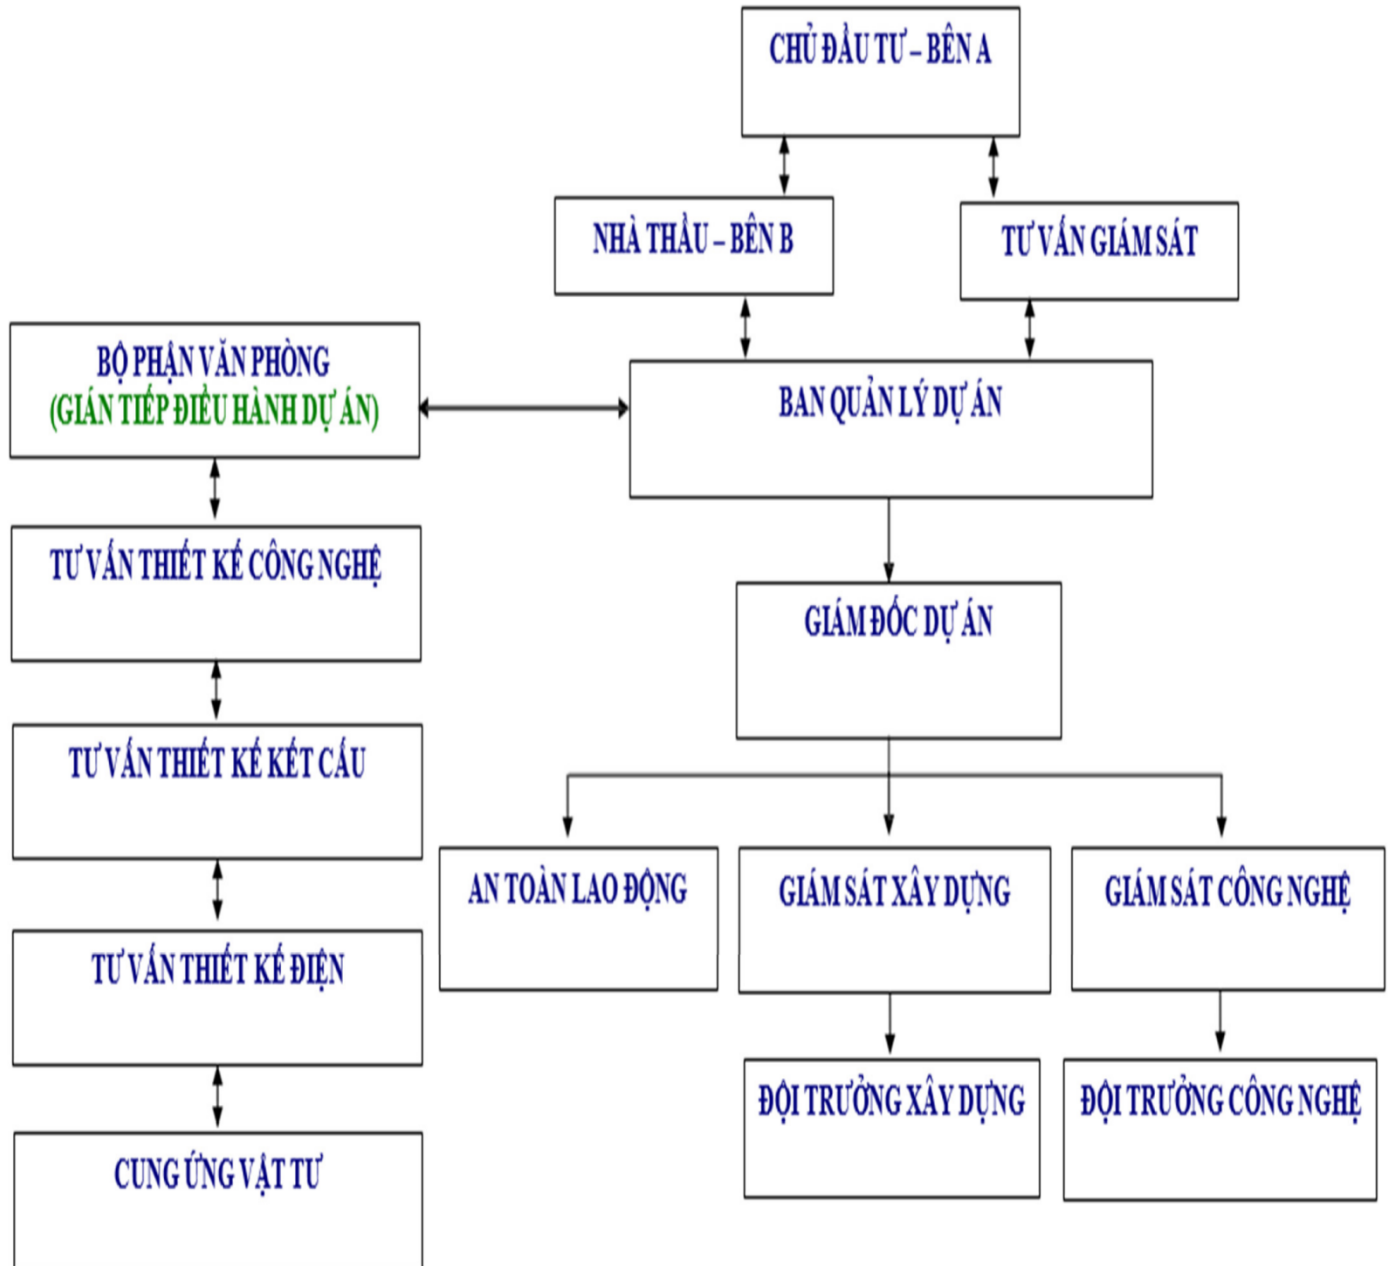 CHỦ ĐẦU TƯ – BÊN A
NHÀ THẦU – BÊN B
TƯ VẤN GIÁM SÁT
BỘ PHẬN VĂN PHÒNG
(GIÁN TIẾP ĐIỀU HÀNH DỰ ÁN)
BAN QUẢN LÝ DỰ ÁN
TƯ VẤN THIẾT KẾ CÔNG NGHỆ
GIÁM ĐỐC DỰ ÁN
TƯ VẤN THIẾT KẾ KẾT CẤU
AN TOÀN LAO ĐỘNG
GIÁM SÁT XÂY DỰNG
GIÁM SÁT CÔNG NGHỆ
TƯ VẤN THIẾT KẾ ĐIỆN
ĐỘI TRƯỞNG XÂY DỰNG
ĐỘI TRƯỞNG CÔNG NGHỆ
CUNG ỨNG VẬT TƯ